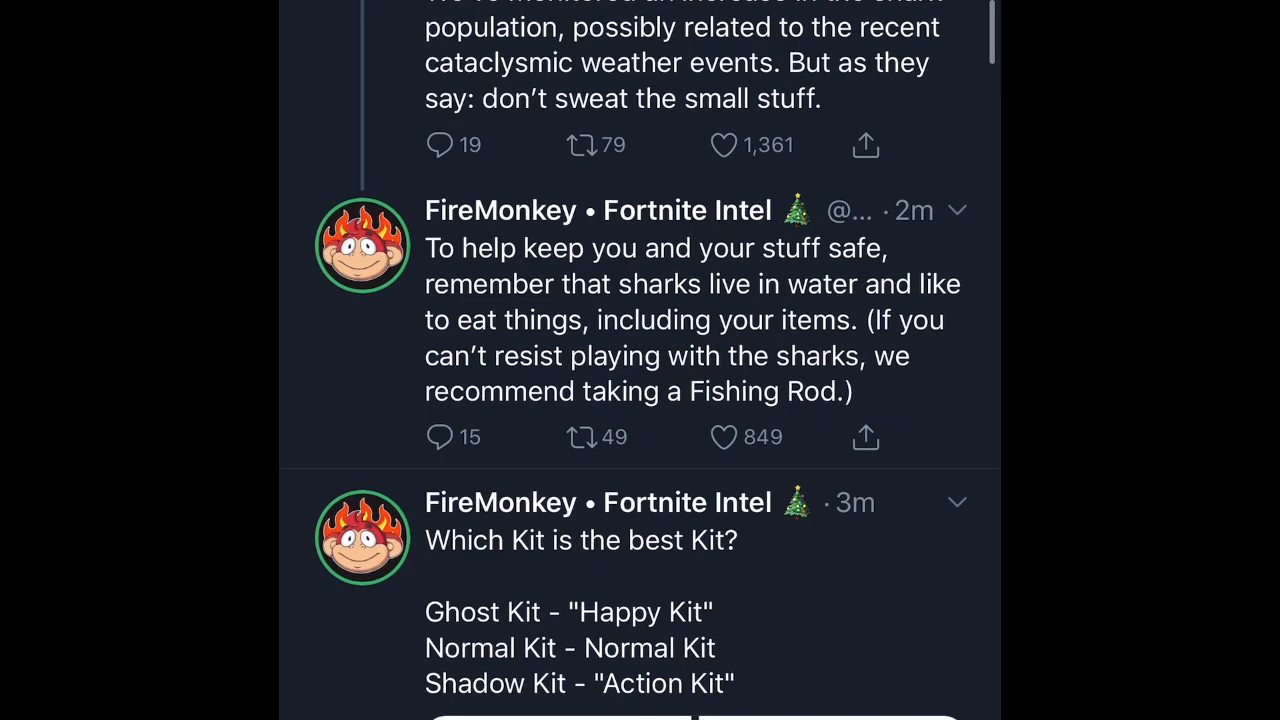 population, possibly related to the recent
cataclysmic weather events. But as they
say: don’t sweat the small stuff.
19 79 1,361
FireMonkey • Fortnite Intel 🎄 @... · 2m
To help keep you and your stuff safe,
remember that sharks live in water and like
to eat things, including your items. (If you
can’t resist playing with the sharks, we
recommend taking a Fishing Rod.)
15 49 849
FireMonkey • Fortnite Intel 🎄 · 3m
Which Kit is the best Kit?
Ghost Kit - "Happy Kit"
Normal Kit - Normal Kit
Shadow Kit - "Action Kit"